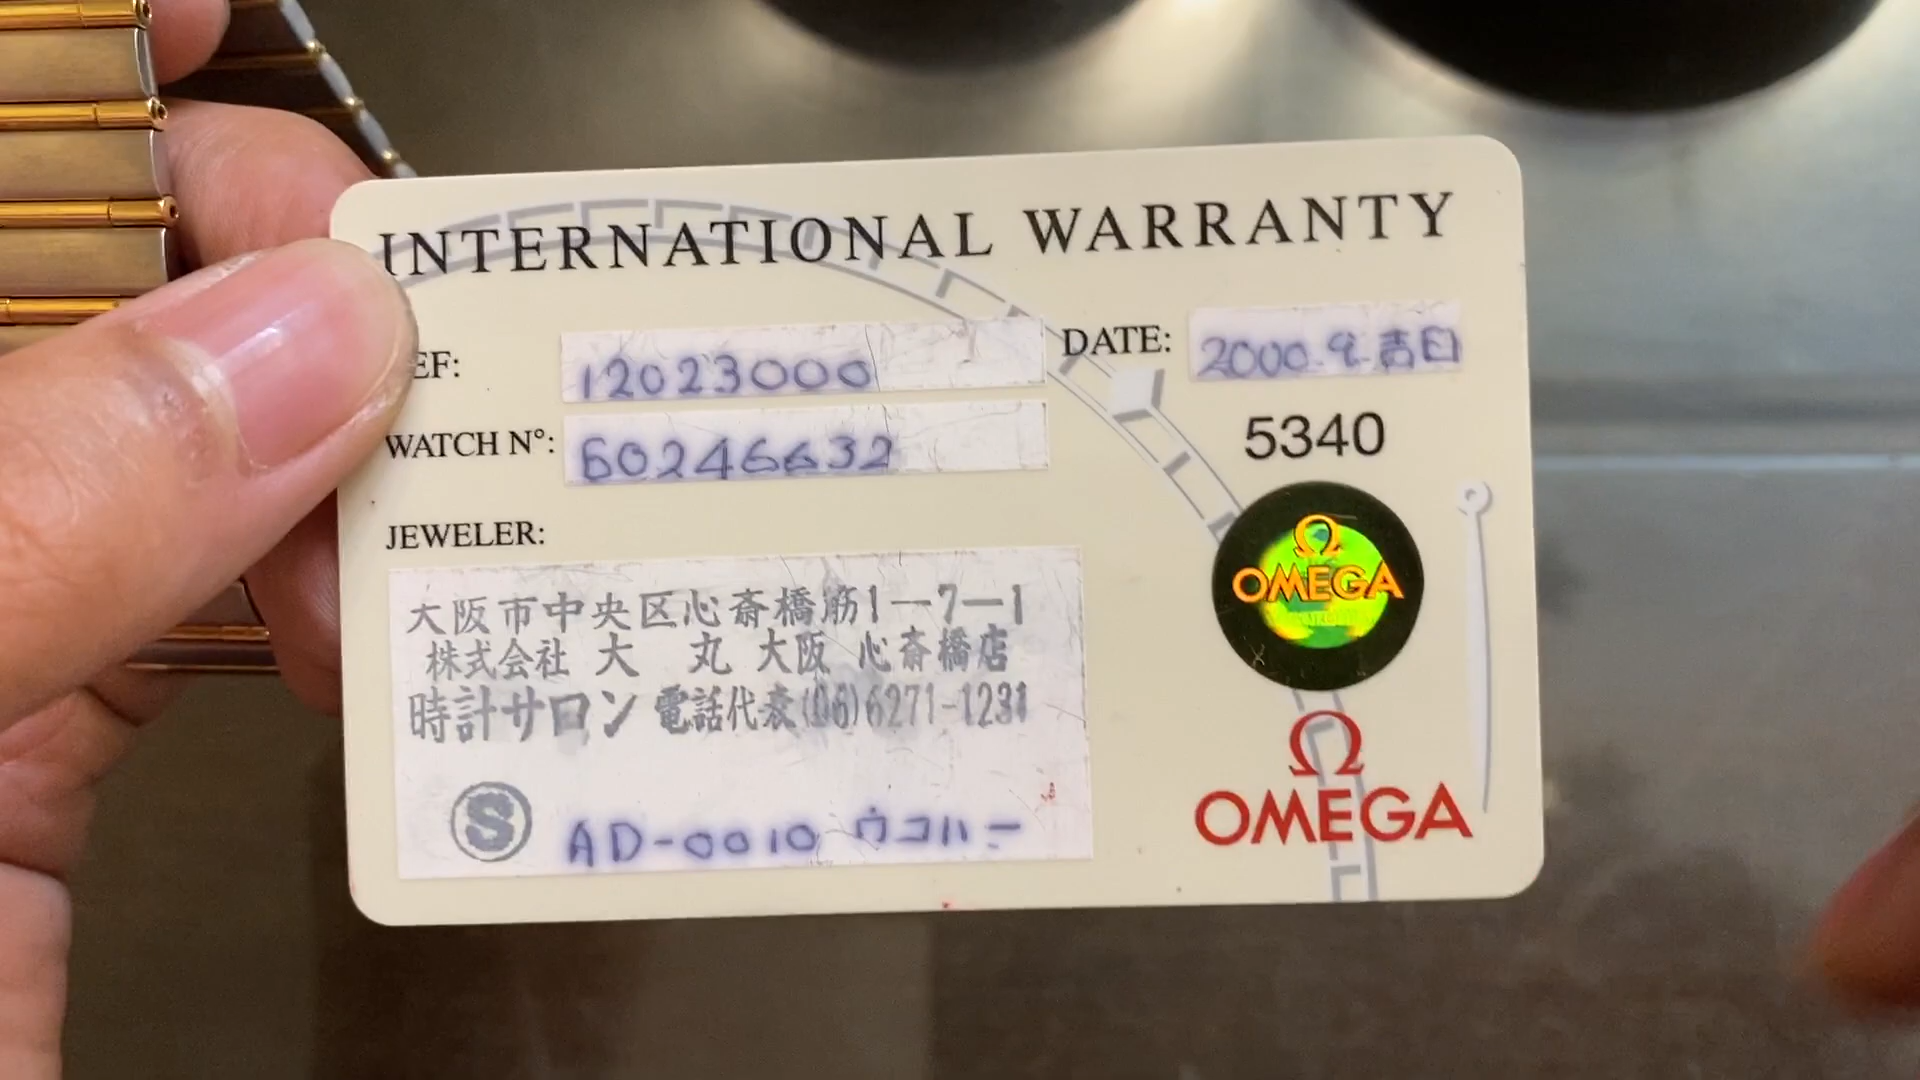 INTERNATIONAL WARRANTY
EF: 12023000 DATE: 2000.9.吉日
WATCH N°: 60246632 5340
JEWELER:
大阪市中央区心斎橋筋1-7-1
株式会社 大 丸 大阪 心斎橋店
時計サロン 電話代表(06)6271-1231
Ⓢ AD-0010 ウコハー
Ω
OMEGA
Ω
OMEGA